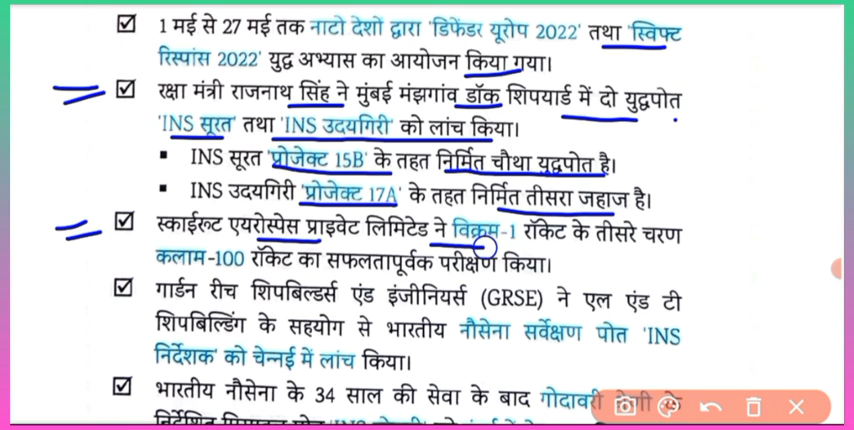 1 मई से 27 मई तक नाटो देशो द्वारा 'डिफेंडर यूरोप 2022' तथा 'स्विफ्ट
रिस्पांस 2022' युद्ध अभ्यास का आयोजन किया गया।
रक्षा मंत्री राजनाथ सिंह ने मुंबई मंझगांव डॉक शिपयार्ड में दो युद्धपोत
'INS सूरत' तथा 'INS उदयगिरी' को लांच किया।
INS सूरत 'प्रोजेक्ट 15B' के तहत निर्मित चौथा युद्धपोत है।
INS उदयगिरी 'प्रोजेक्ट 17A' के तहत निर्मित तीसरा जहाज है।
स्काईरूट एयरोस्पेस प्राइवेट लिमिटेड ने विक्रम-1 रॉकेट के तीसरे चरण
कलाम-100 रॉकेट का सफलतापूर्वक परीक्षण किया।
गार्डन रीच शिपबिल्डर्स एंड इंजीनियर्स (GRSE) ने एल एंड टी
शिपबिल्डिंग के सहयोग से भारतीय नौसेना सर्वेक्षण पोत 'INS
निर्देशक' को चेन्नई में लांच किया।
भारतीय नौसेना के 34 साल की सेवा के बाद गोदावरी